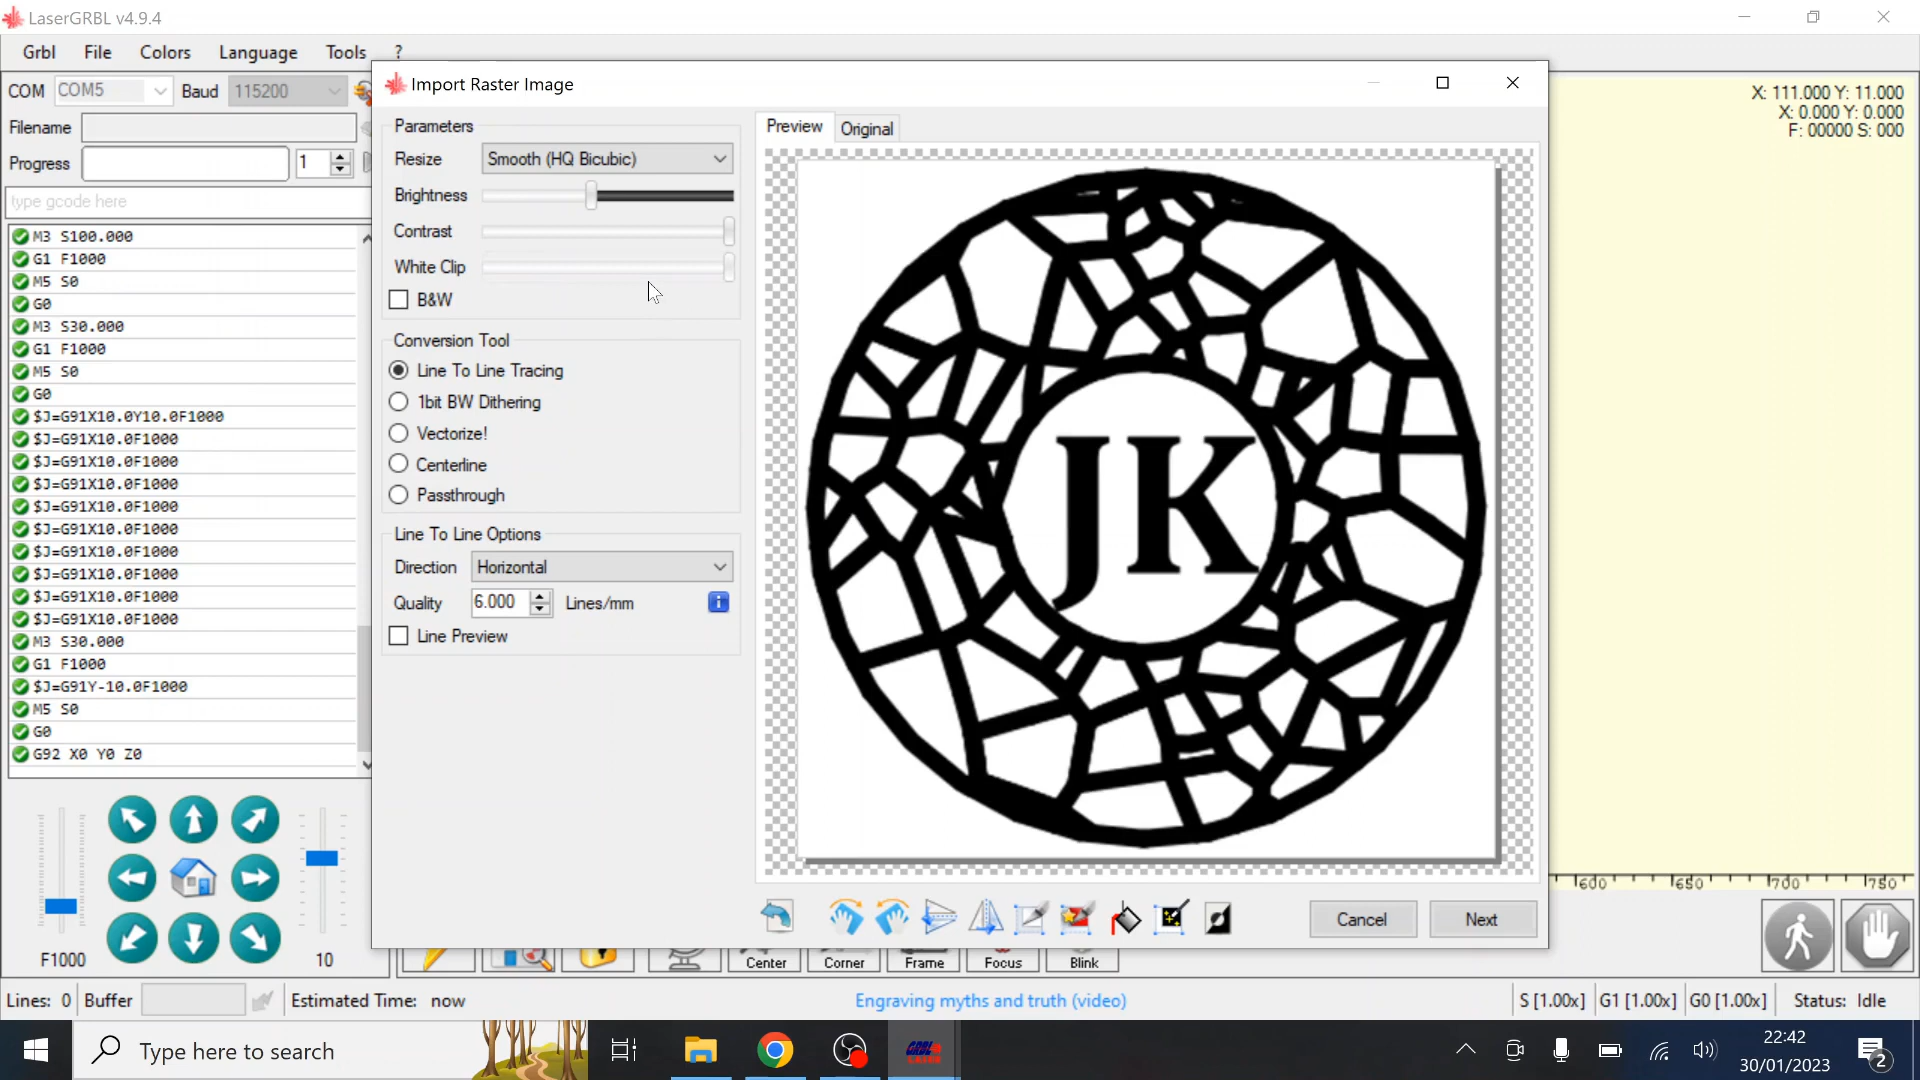 LaserGRBL v4.9.4
Grbl File Colors Language Tools ?
COM COM5 Baud 115200
Filename
Progress 1
type gcode here
M3 S100.000
G1 F1000
M5 S0
G0
M3 S30.000
G1 F1000
M5 S0
G0
$J=G91X10.0Y10.0F1000
$J=G91X10.0F1000
$J=G91X10.0F1000
$J=G91X10.0F1000
$J=G91X10.0F1000
$J=G91X10.0F1000
$J=G91X10.0F1000
$J=G91X10.0F1000
$J=G91X10.0F1000
$J=G91X10.0F1000
M3 S30.000
G1 F1000
$J=G91Y-10.0F1000
M5 S0
G0
G92 X0 Y0 Z0
F1000
10
Import Raster Image
Parameters
Resize Smooth (HQ Bicubic)
Brightness
Contrast
White Clip
B&W
Conversion Tool
Line To Line Tracing
1bit BW Dithering
Vectorize!
Centerline
Passthrough
Line To Line Options
Direction Horizontal
Quality 6.000 Lines/mm
Line Preview
Preview Original
JK
Cancel Next
X: 111.000 Y: 11.000
X: 0.000 Y: 0.000
F: 00000 S: 000
600 650 700 750
Center Corner Frame Focus Blink
Lines: 0 Buffer Estimated Time: now Engraving myths and truth (video) S [1.00x] G1 [1.00x] G0 [1.00x] Status: Idle
Type here to search
GRBL
22:42
30/01/2023
2